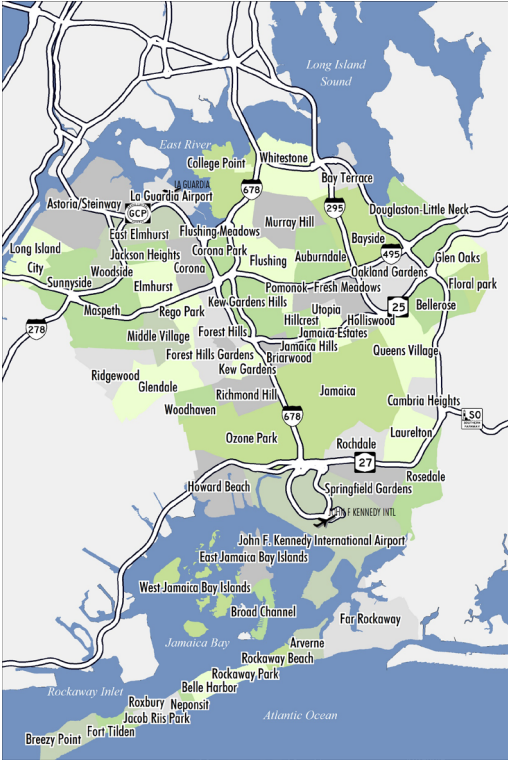 Long Island
Sound
East River
College Point
Whitestone
LA GUARDIA
Bay Terrace
La Guardia Airport
678
Astoria/Steinway
GCP
295
Douglaston-Little Neck
Murray Hill
East Elmhurst
Flushing-Meadows
Bayside
Long Island
City
Jackson Heights
Corona Park
Auburndale
495
Glen Oaks
Woodside
Corona
Flushing
Oakland Gardens
Sunnyside
Elmhurst
Pomonok
Fresh Meadows
Floral park
Maspeth
Rego Park
Kew Gardens Hills
Utopia
25
Bellerose
278
Hillcrest
Holliswood
Middle Village
Forest Hills
Jamaica Estates
Jamaica Hills
Queens Village
Forest Hills Gardens
Briarwood
Kew Gardens
Ridgewood
Glendale
Richmond Hill
Jamaica
Cambria Heights
Woodhaven
678
SO
Ozone Park
Rochdale
Laurelton
27
Rosedale
Howard Beach
Springfield Gardens
KENNEDY INTL
John F. Kennedy International Airport
East Jamaica Bay Islands
West Jamaica Bay Islands
Broad Channel
Far Rockaway
Jamaica Bay
Arverne
Rockaway Beach
Rockaway Park
Rockaway Inlet
Belle Harbor
Roxbury
Neponsit
Jacob Riis Park
Atlantic Ocean
Fort Tilden
Breezy Point